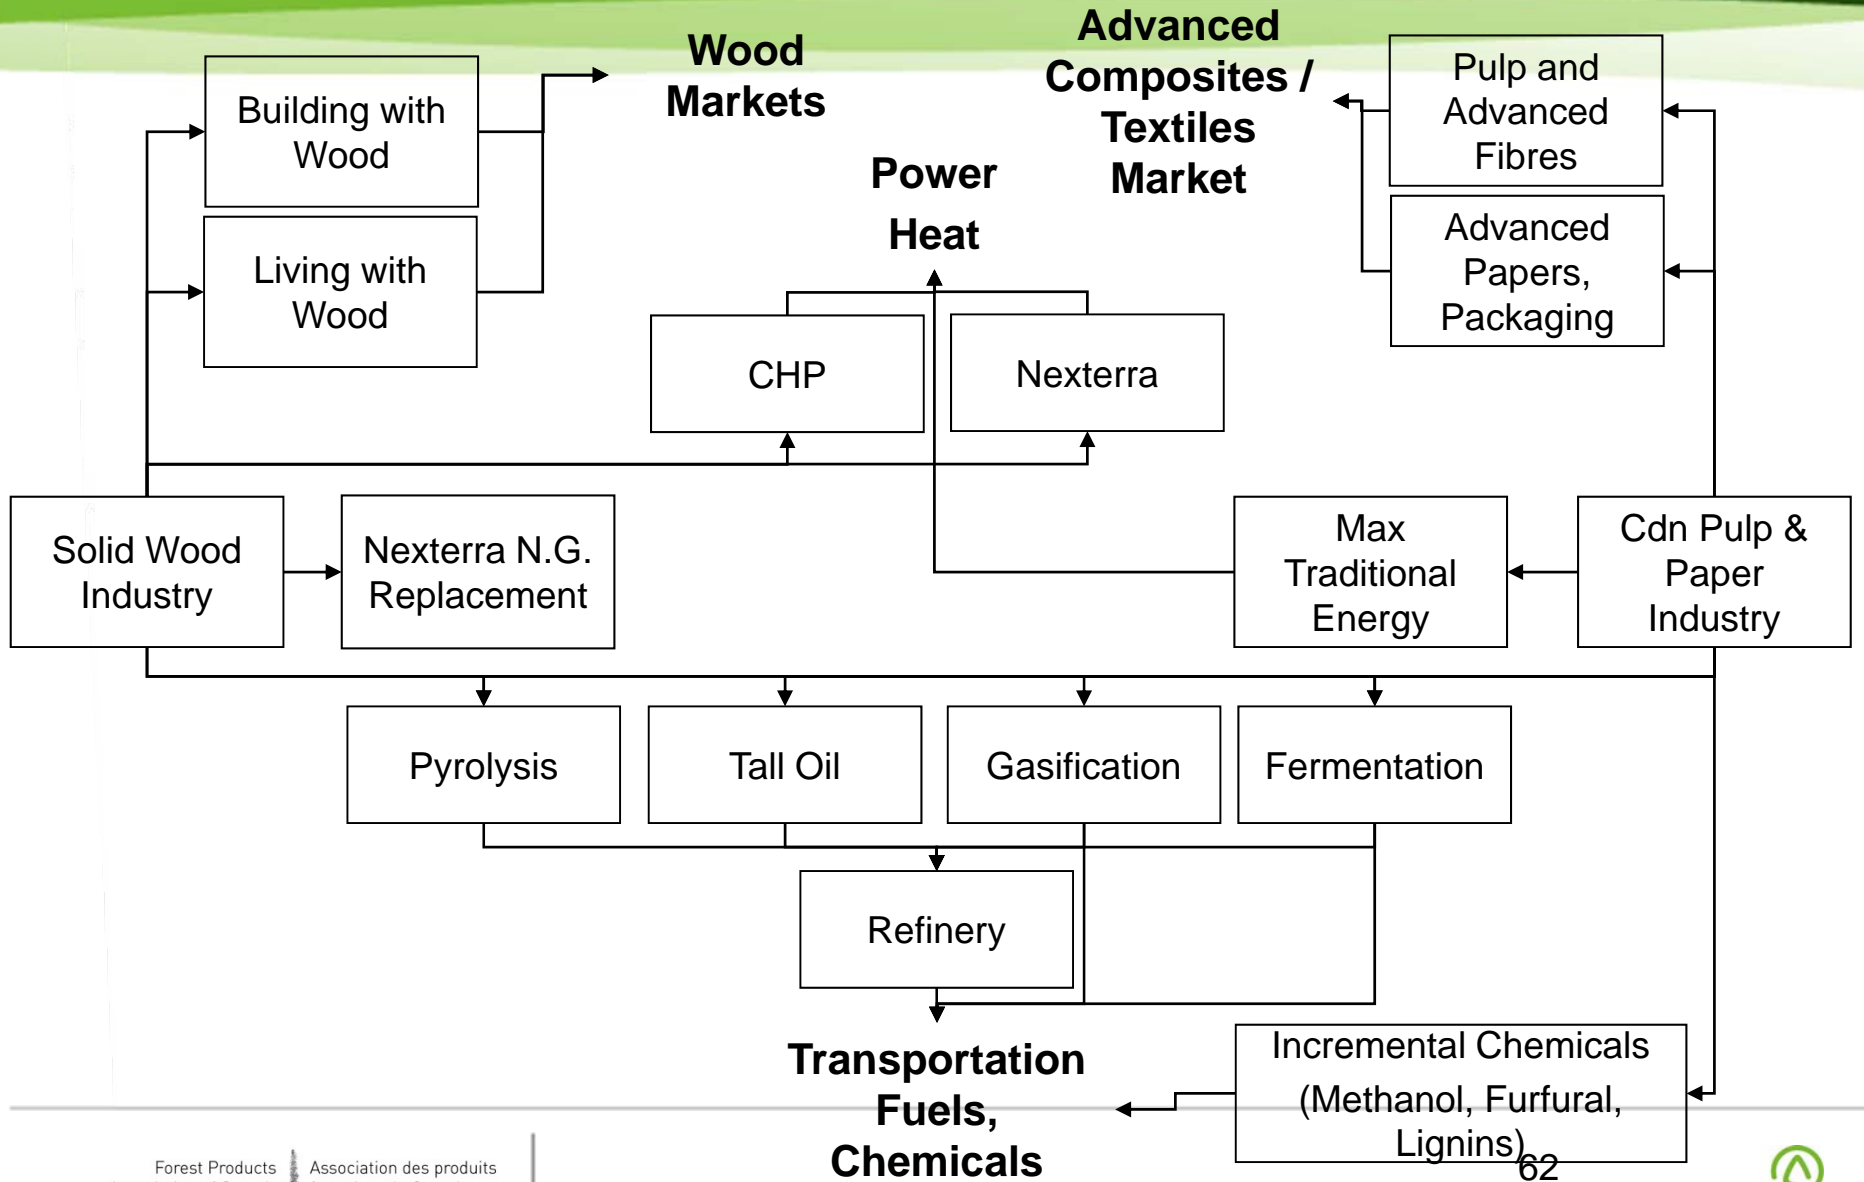 Building with
Wood
Living with
Wood
Wood
Markets
Power
Heat
Advanced
Composites /
Textiles
Market
Pulp and
Advanced
Fibres
Advanced
Papers,
Packaging
CHP
Nexterra
Solid Wood
Industry
Nexterra N.G.
Replacement
Max
Traditional
Energy
Cdn Pulp &
Paper
Industry
Pyrolysis
Tall Oil
Gasification
Fermentation
Refinery
Transportation
Fuels,
Chemicals
Incremental Chemicals
(Methanol, Furfural,
Lignins)
62
Forest Products
Association des produits